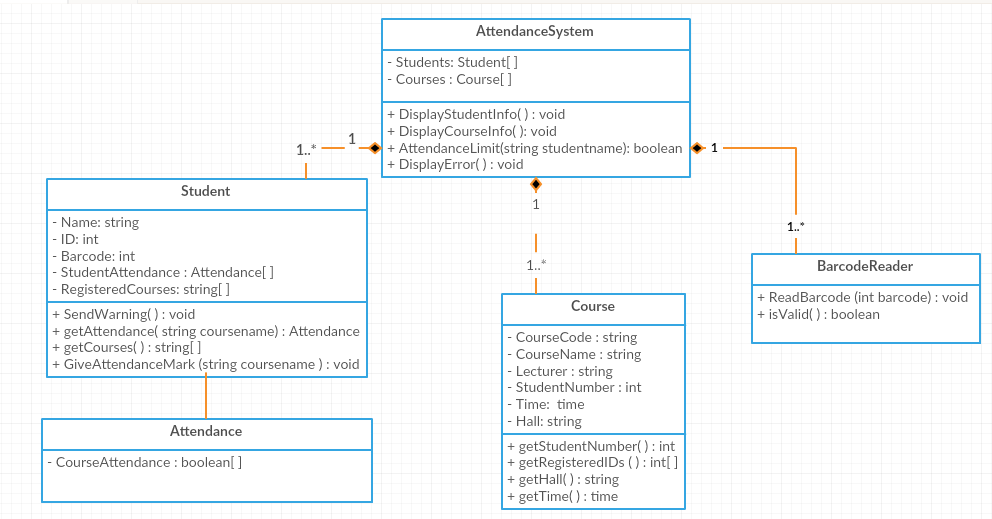 AttendanceSystem
- Students: Student[ ]
- Courses : Course[ ]
+ DisplayStudentInfo( ) : void
+ DisplayCourseInfo( ): void
+ AttendanceLimit(string studentname): boolean
+ DisplayError( ) : void
1
1..*
1
1..*
1
1..*
Student
- Name: string
- ID: int
- Barcode: int
- StudentAttendance : Attendance[ ]
- RegisteredCourses: string[ ]
+ SendWarning( ) : void
+ getAttendance( string coursename) : Attendance
+ getCourses( ) : string[ ]
+ GiveAttendanceMark (string coursename ) : void
BarcodeReader
+ ReadBarcode (int barcode) : void
+ isValid( ) : boolean
Course
- CourseCode : string
- CourseName : string
- Lecturer : string
- StudentNumber : int
- Time:  time
- Hall: string
+ getStudentNumber( ) : int
+ getRegisteredIDs ( ) : int[ ]
+ getHall( ) : string
+ getTime( ) : time
Attendance
- CourseAttendance : boolean[ ]